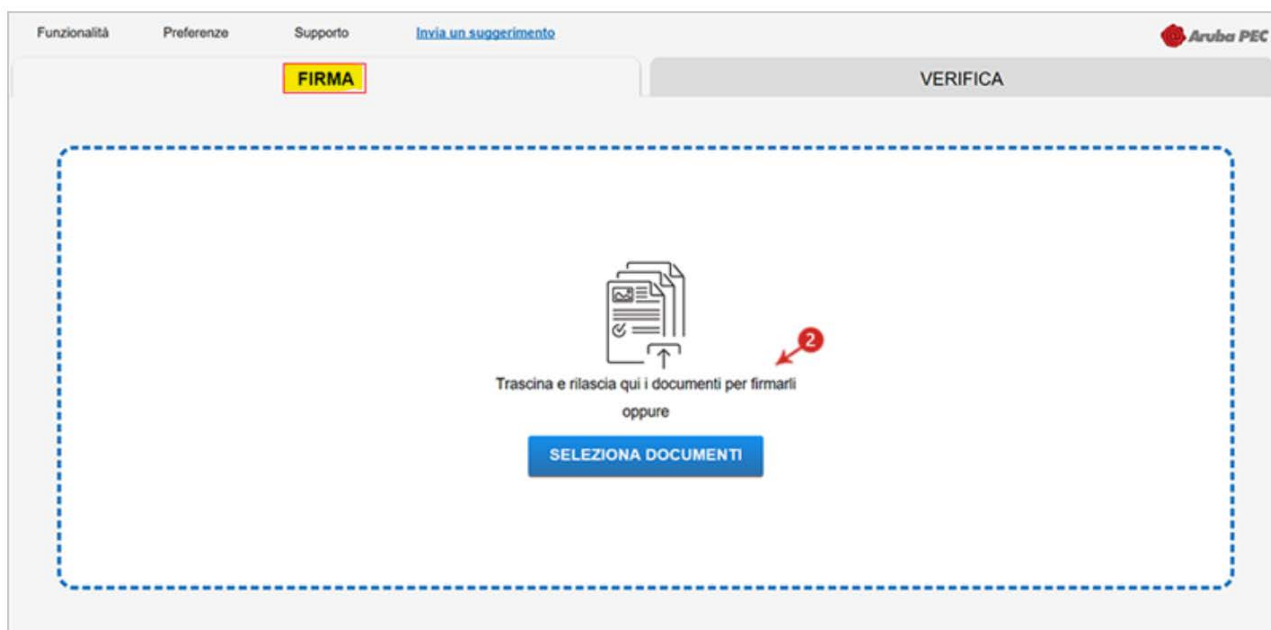 Funzionalità Preferenze Supporto Invia un suggerimento Aruba PEC
FIRMA VERIFICA
2
Trascina e rilascia qui i documenti per firmarli
oppure
SELEZIONA DOCUMENTI